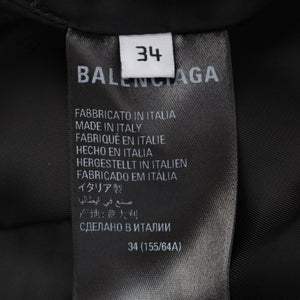 34
BALENCIAGA
FABBRICATO IN ITALIA
MADE IN ITALY
FABRIQUÉ EN ITALIE
HECHO EN ITALIA
HERGESTELLT IN ITALIEN
FABRICADO EM ITÁLIA
イタリア製
صنع في ايطاليا
产地:意大利
СДЕЛАНО В ИТАЛИИ
34 (155/64A)